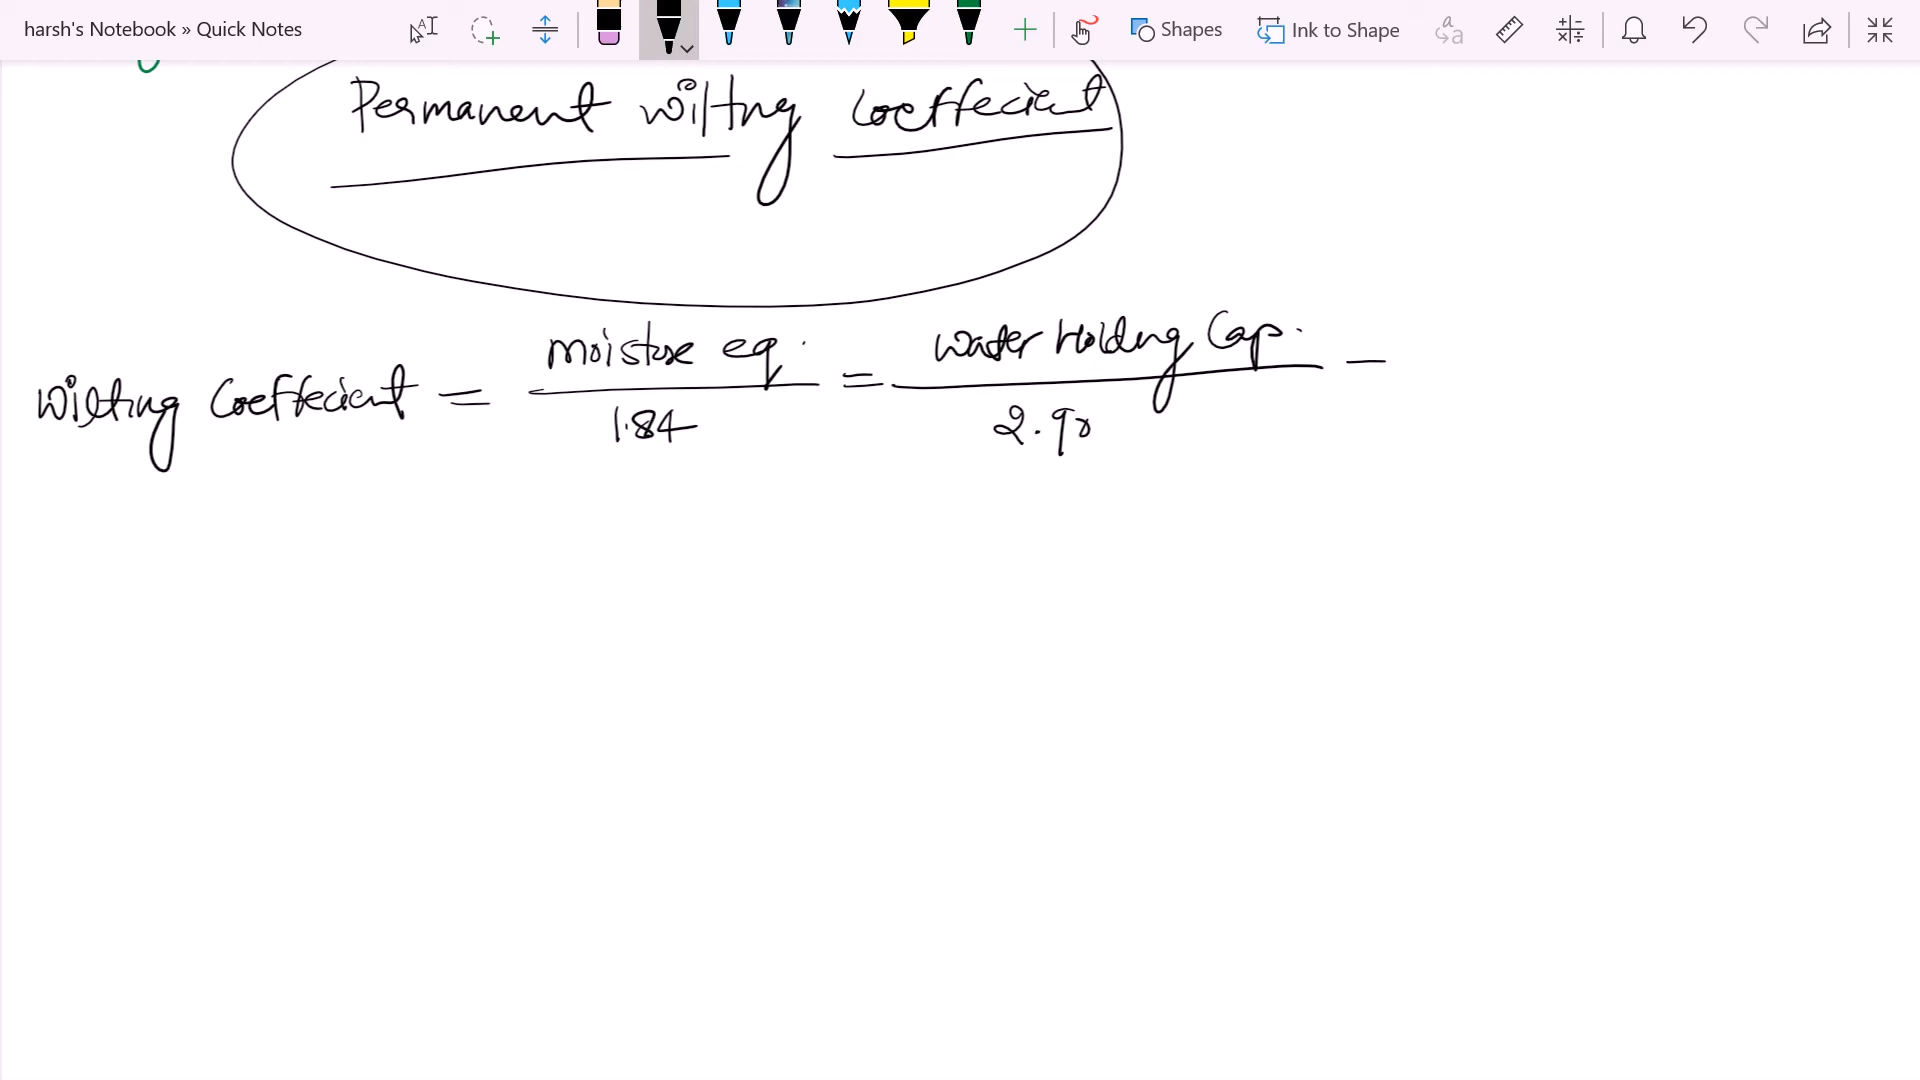 harsh's Notebook » Quick Notes Shapes Ink to Shape
Permanent wilting coeffecient
Wilting Coeffecient = moisture eq. / 1.84 = Water Holding Cap. / 2.90 –